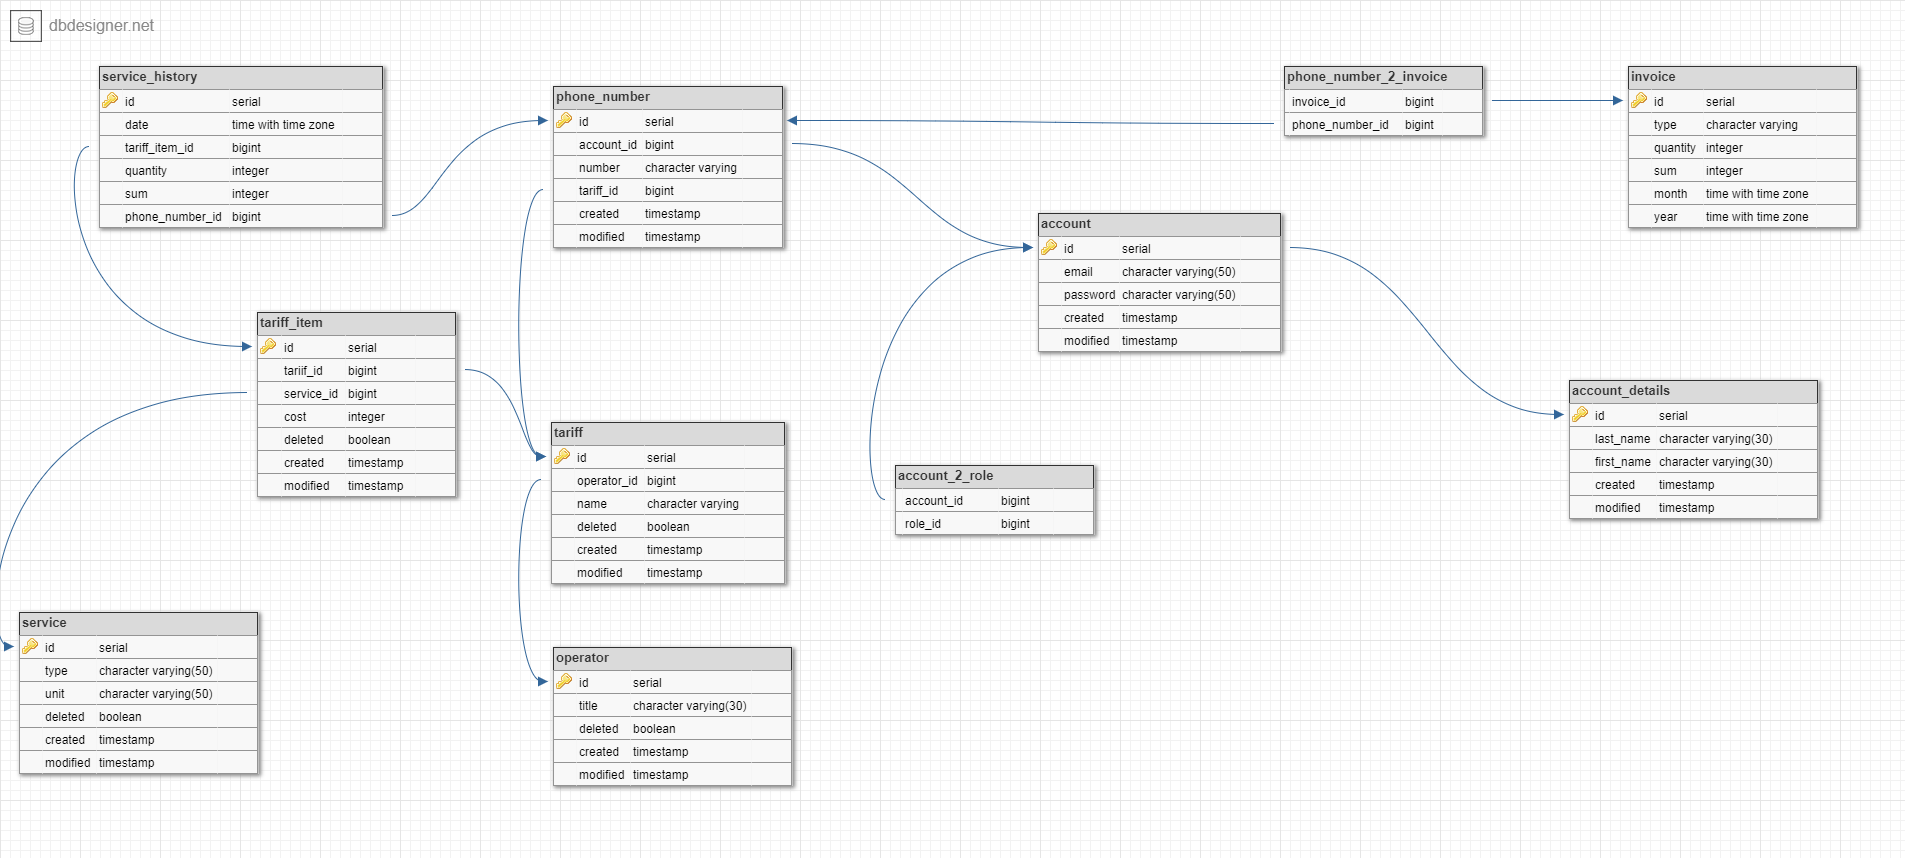 dbdesigner.net
service_history
id serial
date time with time zone
tariff_item_id bigint
quantity integer
sum integer
phone_number_id bigint
phone_number
id serial
account_id bigint
number character varying
tariff_id bigint
created timestamp
modified timestamp
phone_number_2_invoice
invoice_id bigint
phone_number_id bigint
invoice
id serial
type character varying
quantity integer
sum integer
month time with time zone
year time with time zone
account
id serial
email character varying(50)
password character varying(50)
created timestamp
modified timestamp
tariff_item
id serial
tariif_id bigint
service_id bigint
cost integer
deleted boolean
created timestamp
modified timestamp
account_details
id serial
last_name character varying(30)
first_name character varying(30)
created timestamp
modified timestamp
tariff
id serial
operator_id bigint
name character varying
deleted boolean
created timestamp
modified timestamp
account_2_role
account_id bigint
role_id bigint
service
id serial
type character varying(50)
unit character varying(50)
deleted boolean
created timestamp
modified timestamp
operator
id serial
title character varying(30)
deleted boolean
created timestamp
modified timestamp